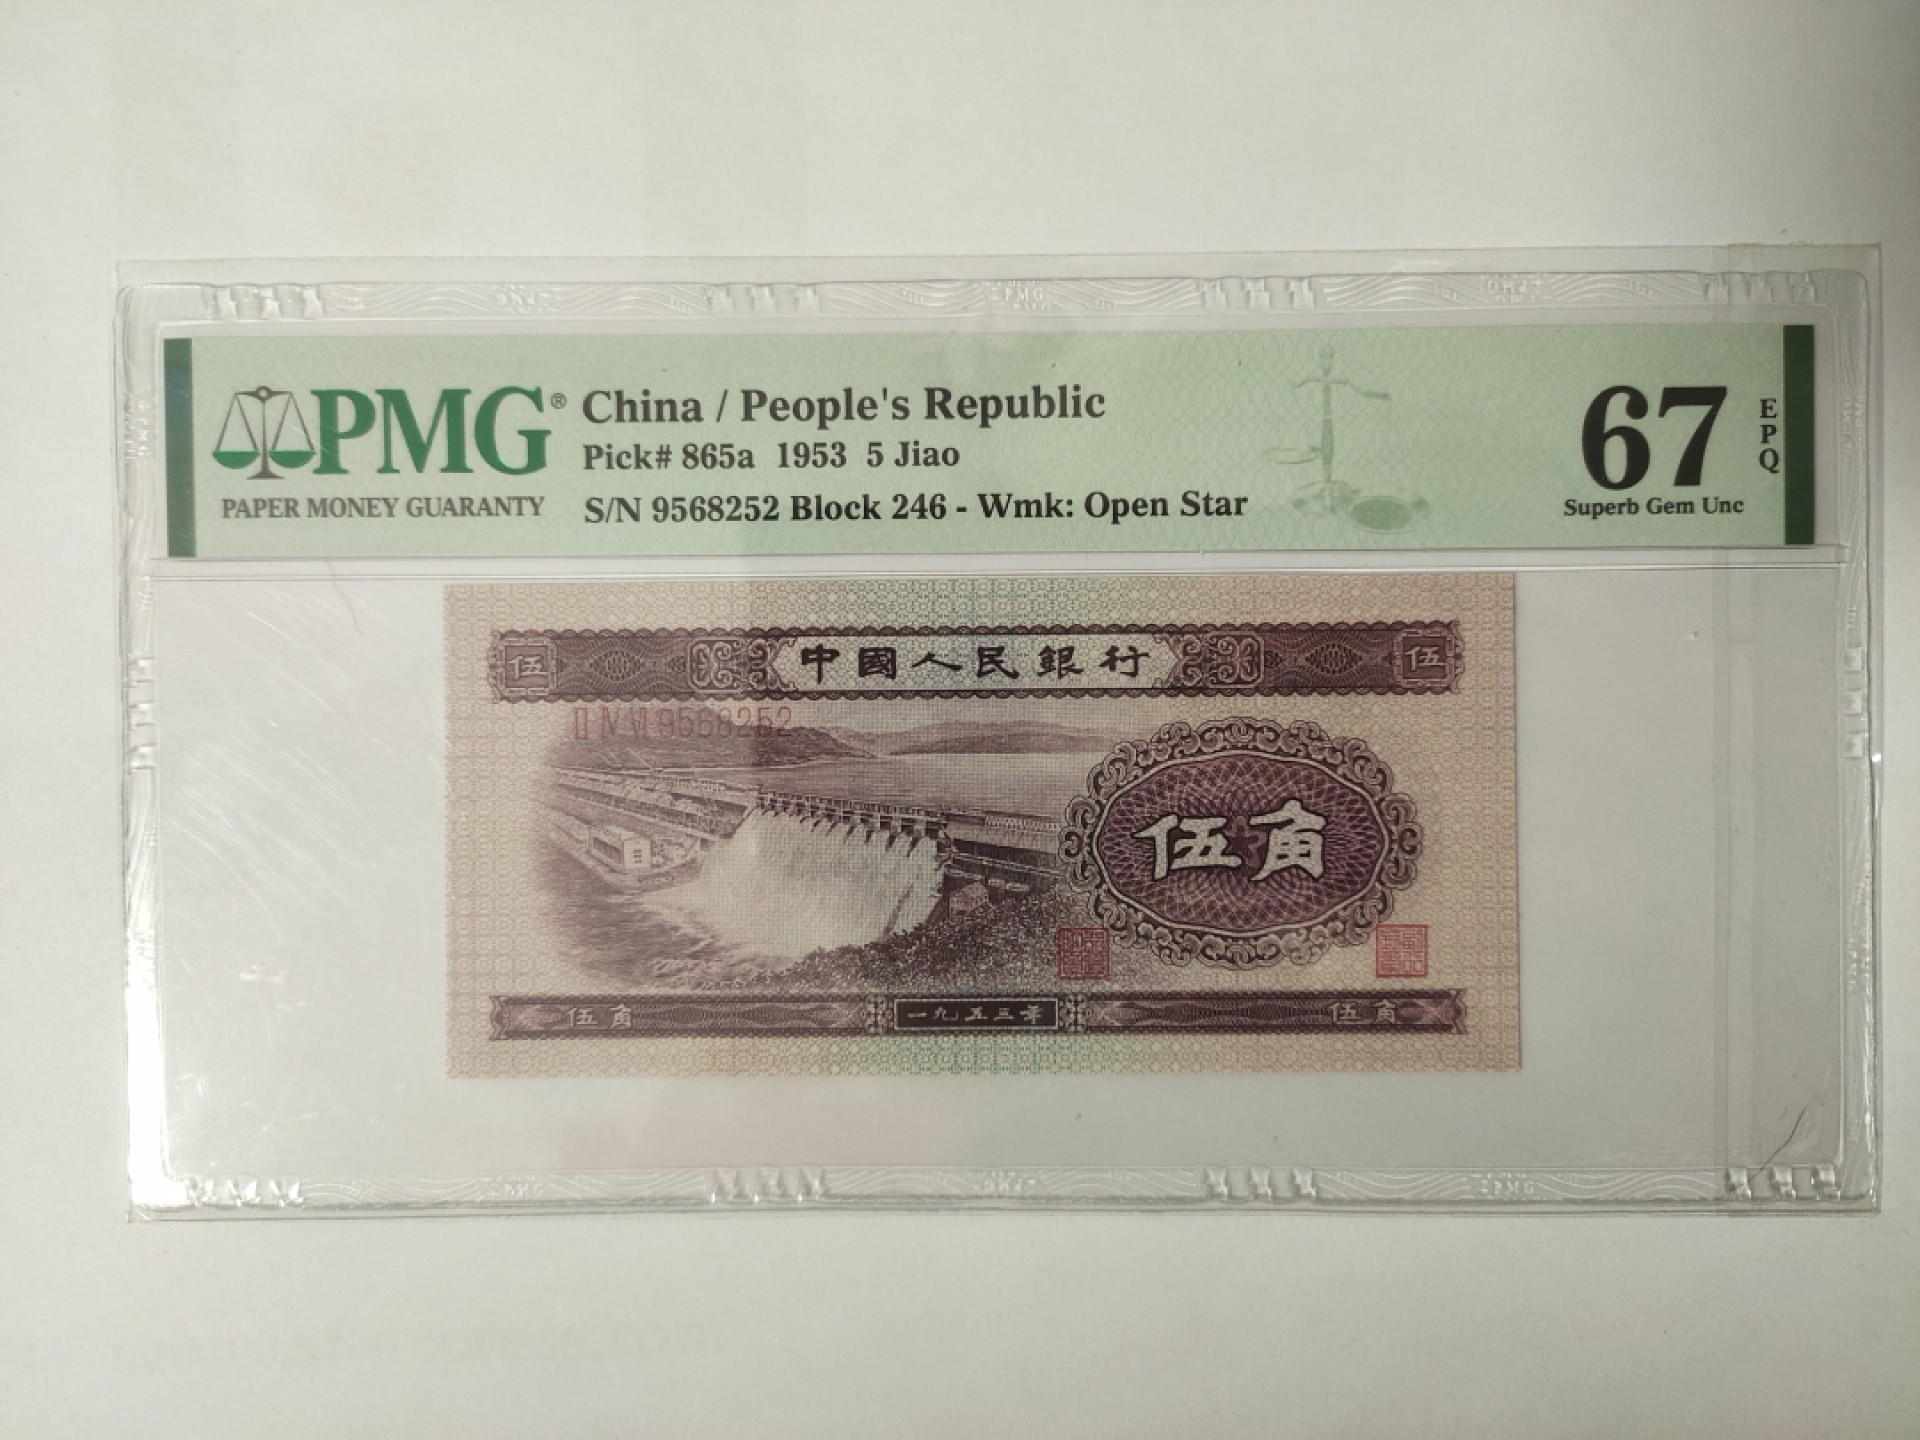 PMG®
PAPER MONEY GUARANTY
China / People's Republic
Pick# 865a 1953 5 Jiao
S/N 9568252 Block 246 - Wmk: Open Star
67
EPQ
Superb Gem Unc
伍 中國人民銀行 伍
II IV VI 9568252
伍角
伍角 一九五三年 伍角